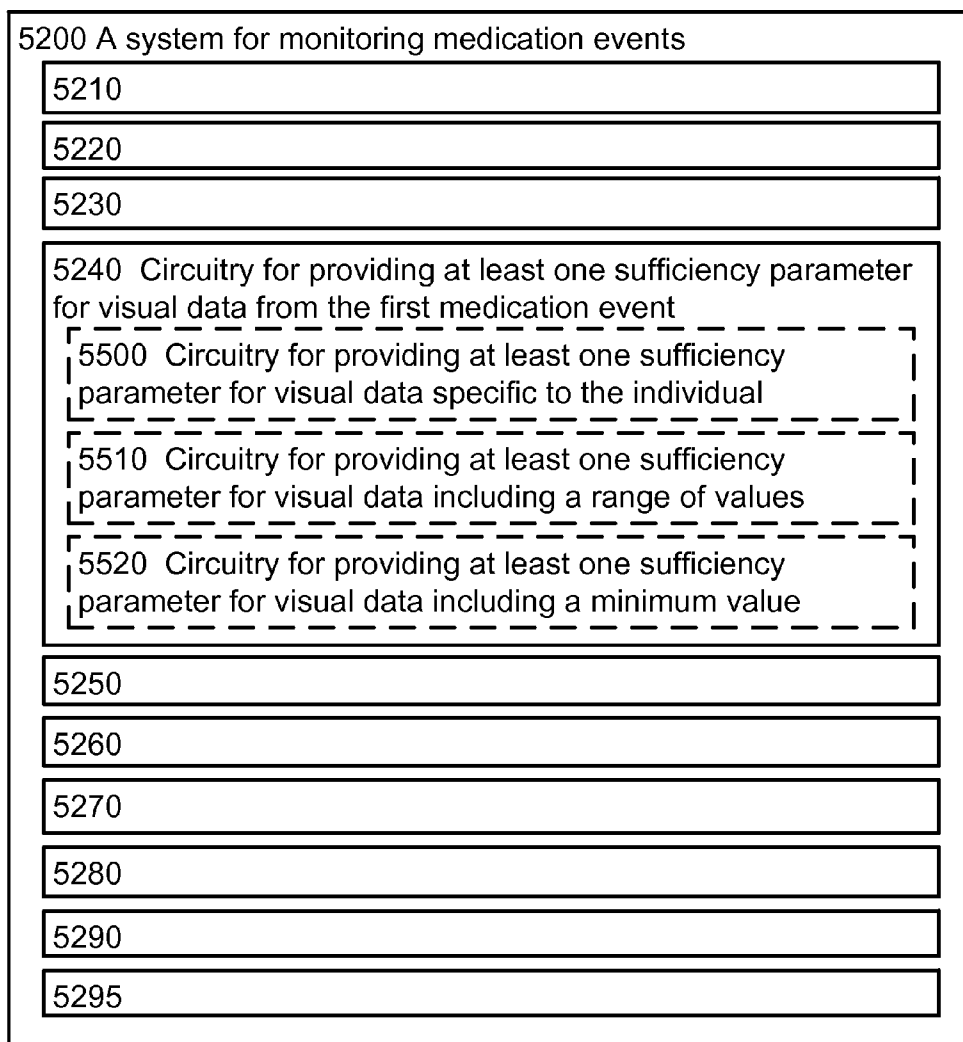 5200 A system for monitoring medication events
5210
5220
5230
5240 Circuitry for providing at least one sufficiency parameter
for visual data from the first medication event
5500 Circuitry for providing at least one sufficiency
parameter for visual data specific to the individual
5510 Circuitry for providing at least one sufficiency
parameter for visual data including a range of values
5520 Circuitry for providing at least one sufficiency
parameter for visual data including a minimum value
5250
5260
5270
5280
5290
5295